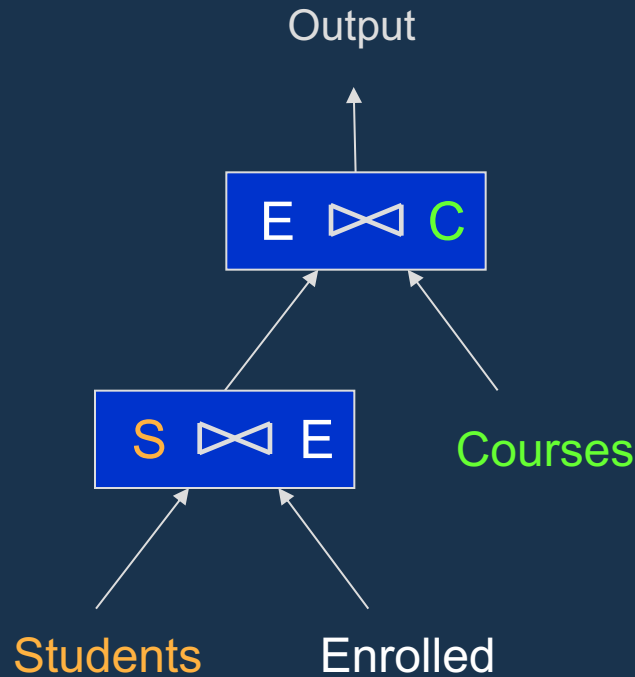 Output
E ⋈ C
S ⋈ E
Courses
Students Enrolled